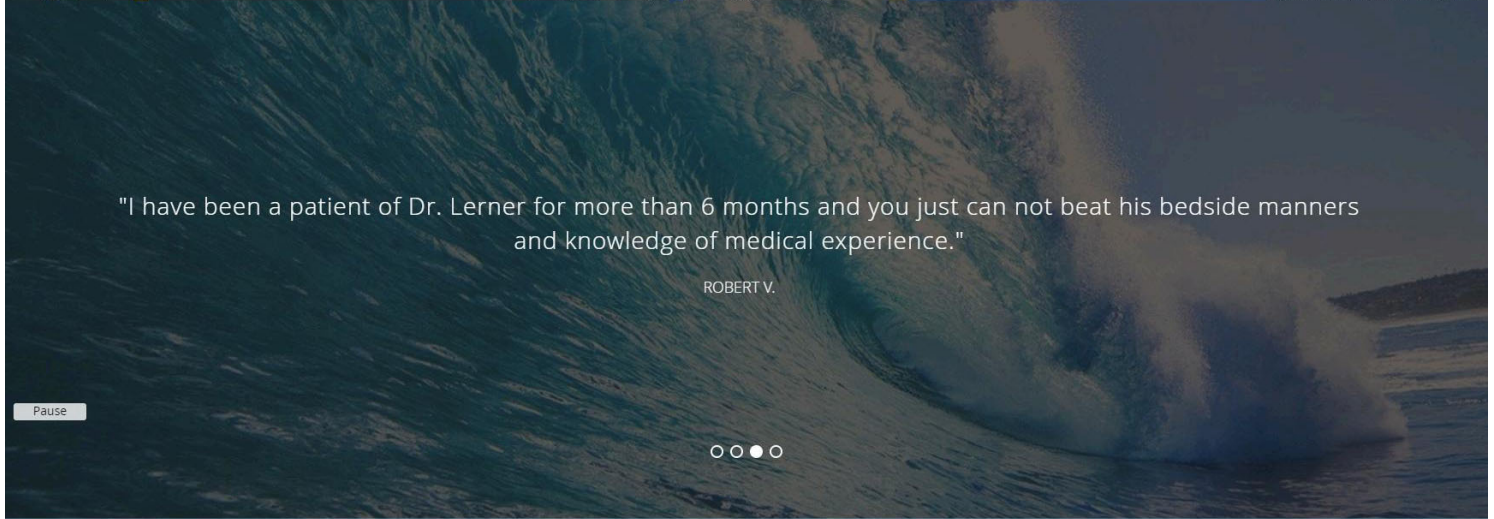 "I have been a patient of Dr. Lerner for more than 6 months and you just can not beat his bedside manners
and knowledge of medical experience."
ROBERT V.
Pause